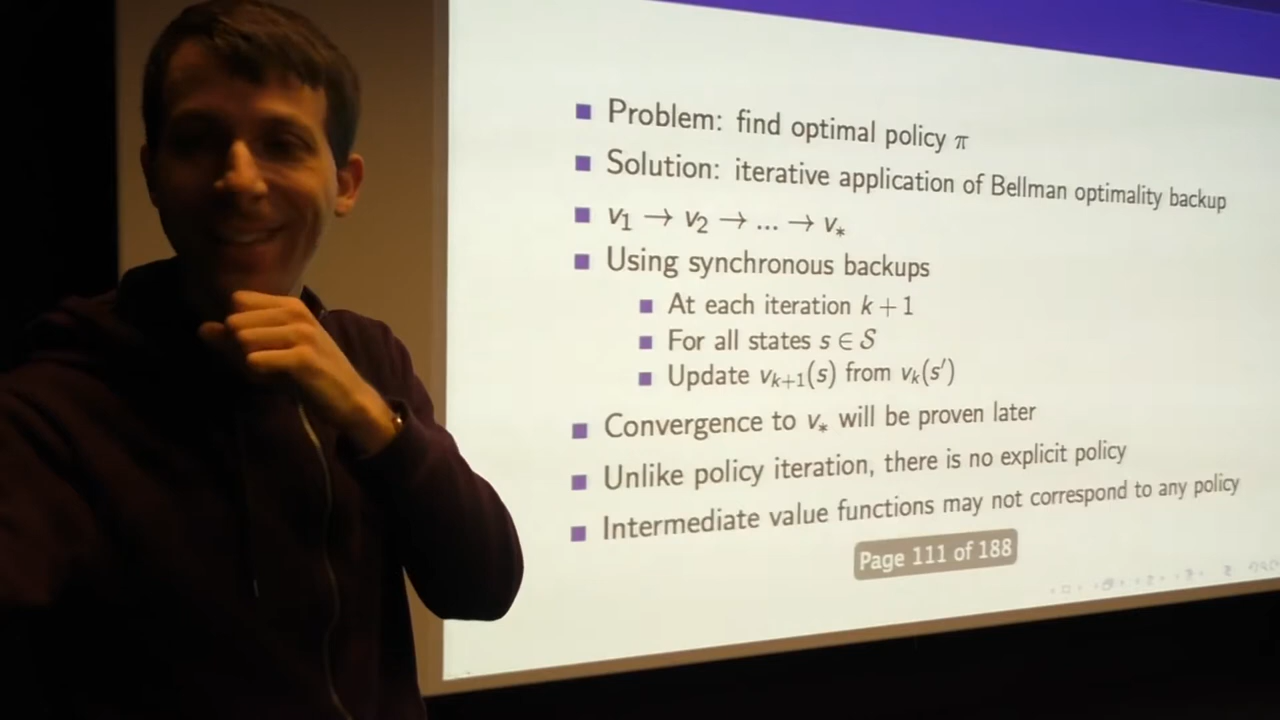 Problem: find optimal policy π
Solution: iterative application of Bellman optimality backup
v₁ → v₂ → ... → v*
Using synchronous backups
At each iteration k + 1
For all states s ∈ 𝒮
Update vₖ₊₁(s) from vₖ(s′)
Convergence to v* will be proven later
Unlike policy iteration, there is no explicit policy
Intermediate value functions may not correspond to any policy
Page 111 of 188